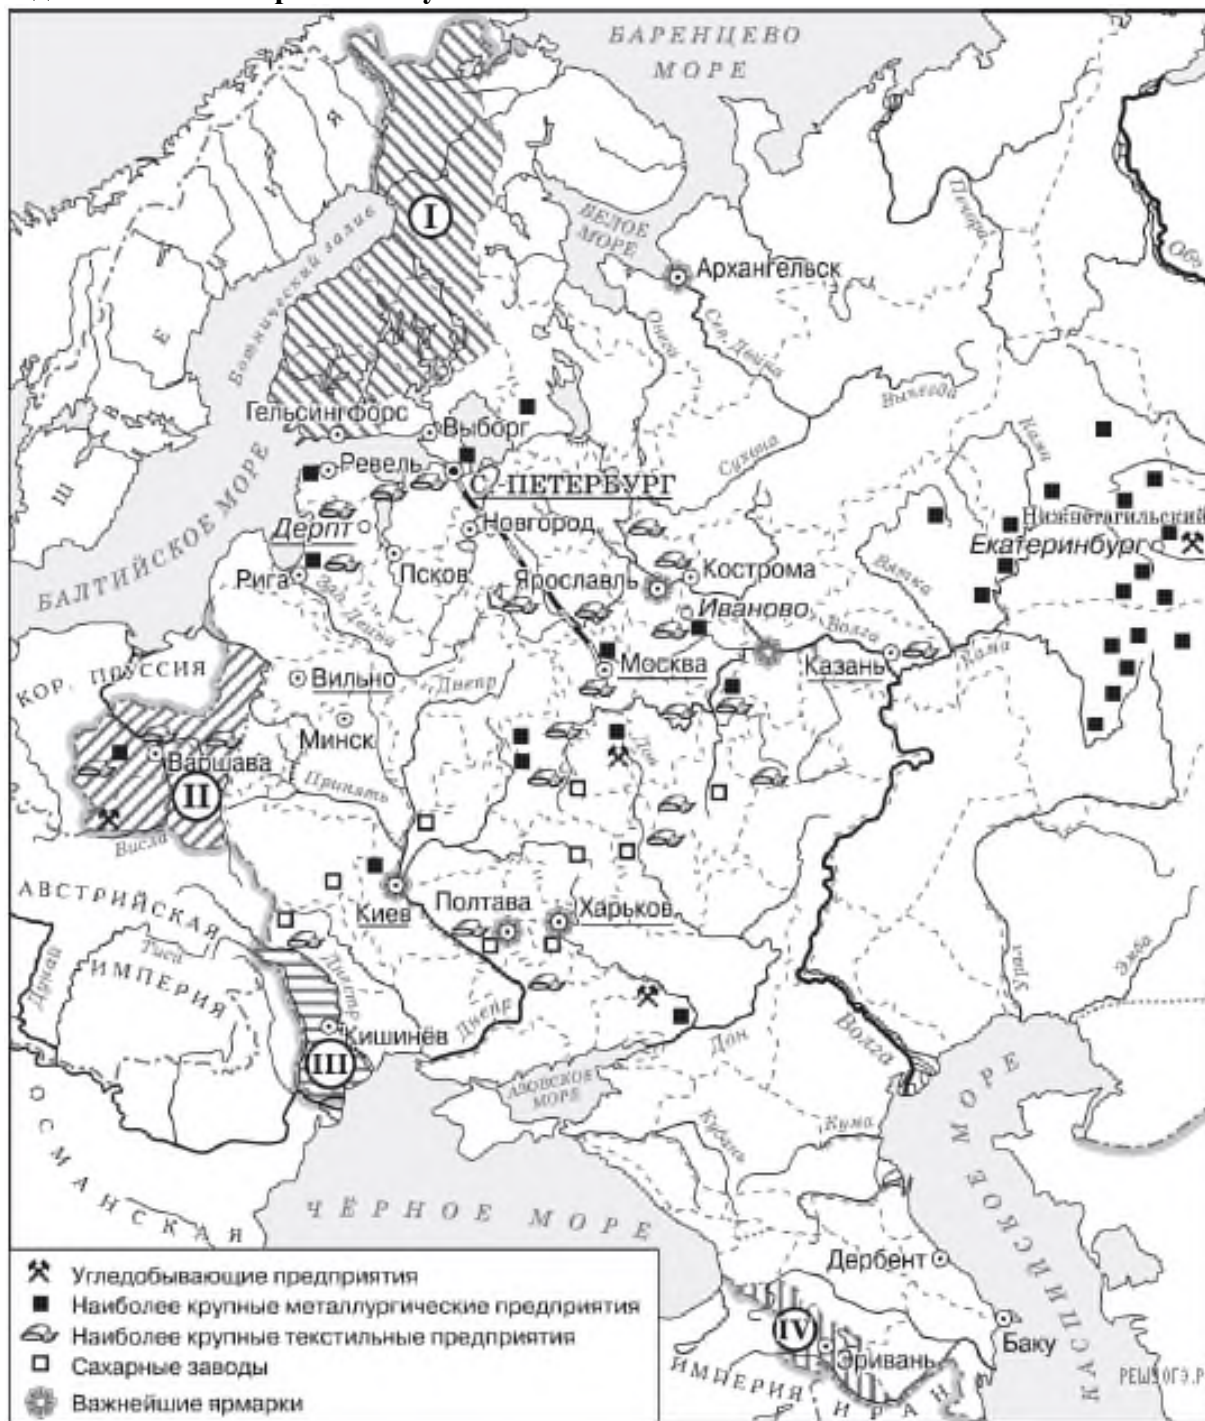 БАРЕНЦЕВО
МОРЕ
I
БЕЛОЕ
МОРЕ
Печора
Обь
Архангельск
Онега
Сев. Двина
Ботнический залив
ШВЕЦИЯ
Вычегда
Сухона
Кама
Гельсингфорс
Выборг
Ревель
С.-ПЕТЕРБУРГ
БАЛТИЙСКОЕ МОРЕ
Дерпт
Новгород
Нижнетагильский
Екатеринбург
Рига
Псков
Зап. Двина
Ярославль
Кострома
Вятка
Иваново
Волга
КОР. ПРУССИЯ
Вильно
Днепр
Москва
Казань
Кама
Минск
Варшава
Дон
II
Припять
Висла
АВСТРИЙСКАЯ
ИМПЕРИЯ
Киев
Полтава
Харьков
Тиса
Дунай
Днестр
Урал
Эмба
Кишинёв
Днепр
III
Дон
Волга
АЗОВСКОЕ
МОРЕ
Кубань
Кума
ОСМАНСКАЯ
ЧЁРНОЕ МОРЕ
КАСПИЙСКОЕ МОРЕ
Дербент
IV
Баку
Эривань
ИМПЕРИЯ
ИРАН
Угледобывающие предприятия
Наиболее крупные металлургические предприятия
Наиболее крупные текстильные предприятия
Сахарные заводы
Важнейшие ярмарки